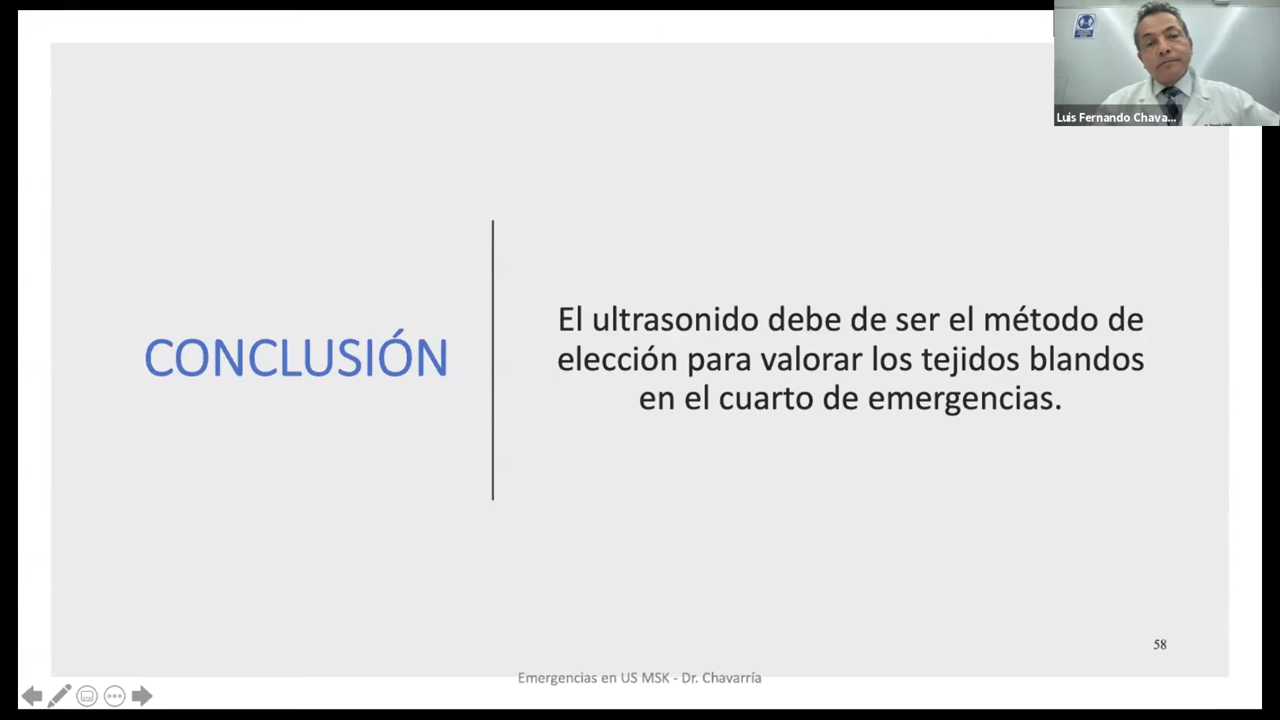 Luis Fernando Chava...
CONCLUSIÓN
El ultrasonido debe de ser el método de
elección para valorar los tejidos blandos
en el cuarto de emergencias.
58
Emergencias en US MSK - Dr. Chavarría